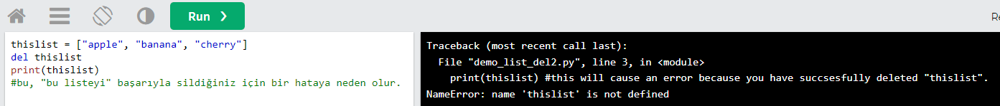 Run ❯
Re
thislist = ["apple", "banana", "cherry"]
del thislist
print(thislist)
#bu, "bu listeyi" başarıyla sildiğiniz için bir hataya neden olur.
Traceback (most recent call last):
  File "demo_list_del2.py", line 3, in <module>
    print(thislist) #this will cause an error because you have succsesfully deleted "thislist".
NameError: name 'thislist' is not defined